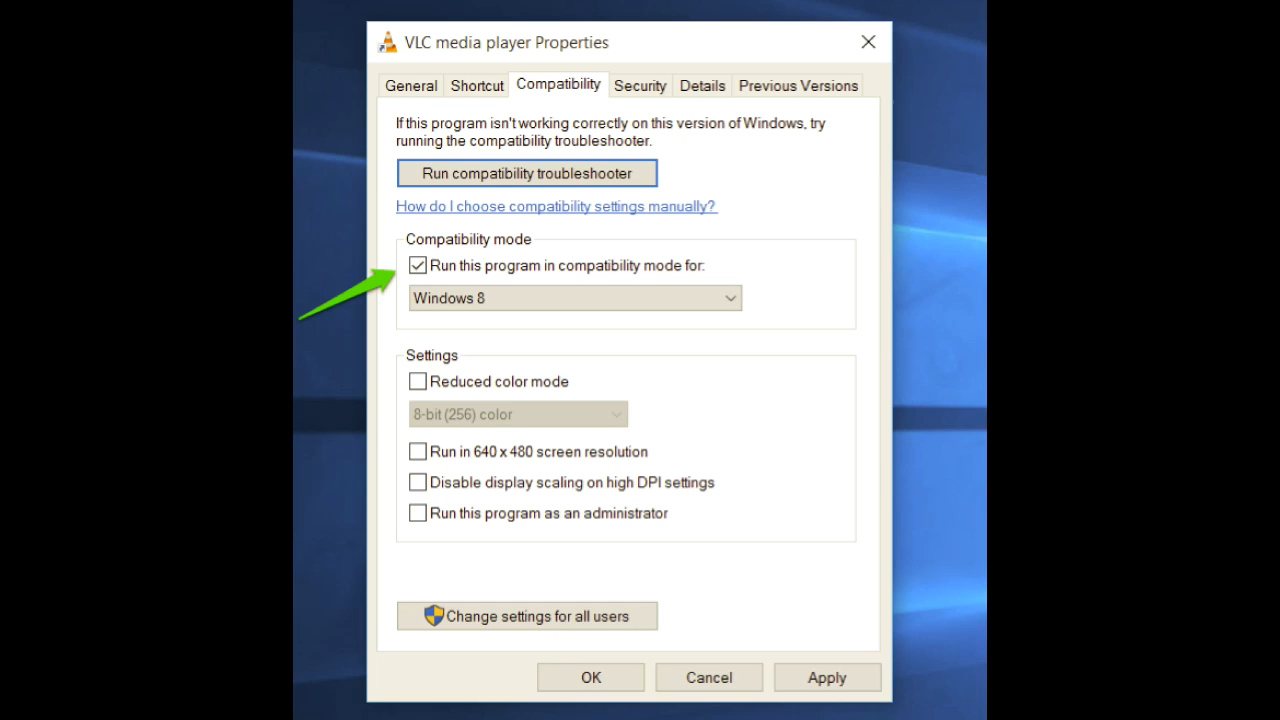 VLC media player Properties
General Shortcut Compatibility Security Details Previous Versions
If this program isn't working correctly on this version of Windows, try
running the compatibility troubleshooter.
Run compatibility troubleshooter
How do I choose compatibility settings manually?
Compatibility mode
Run this program in compatibility mode for:
Windows 8
Settings
Reduced color mode
8-bit (256) color
Run in 640 x 480 screen resolution
Disable display scaling on high DPI settings
Run this program as an administrator
Change settings for all users
OK Cancel Apply